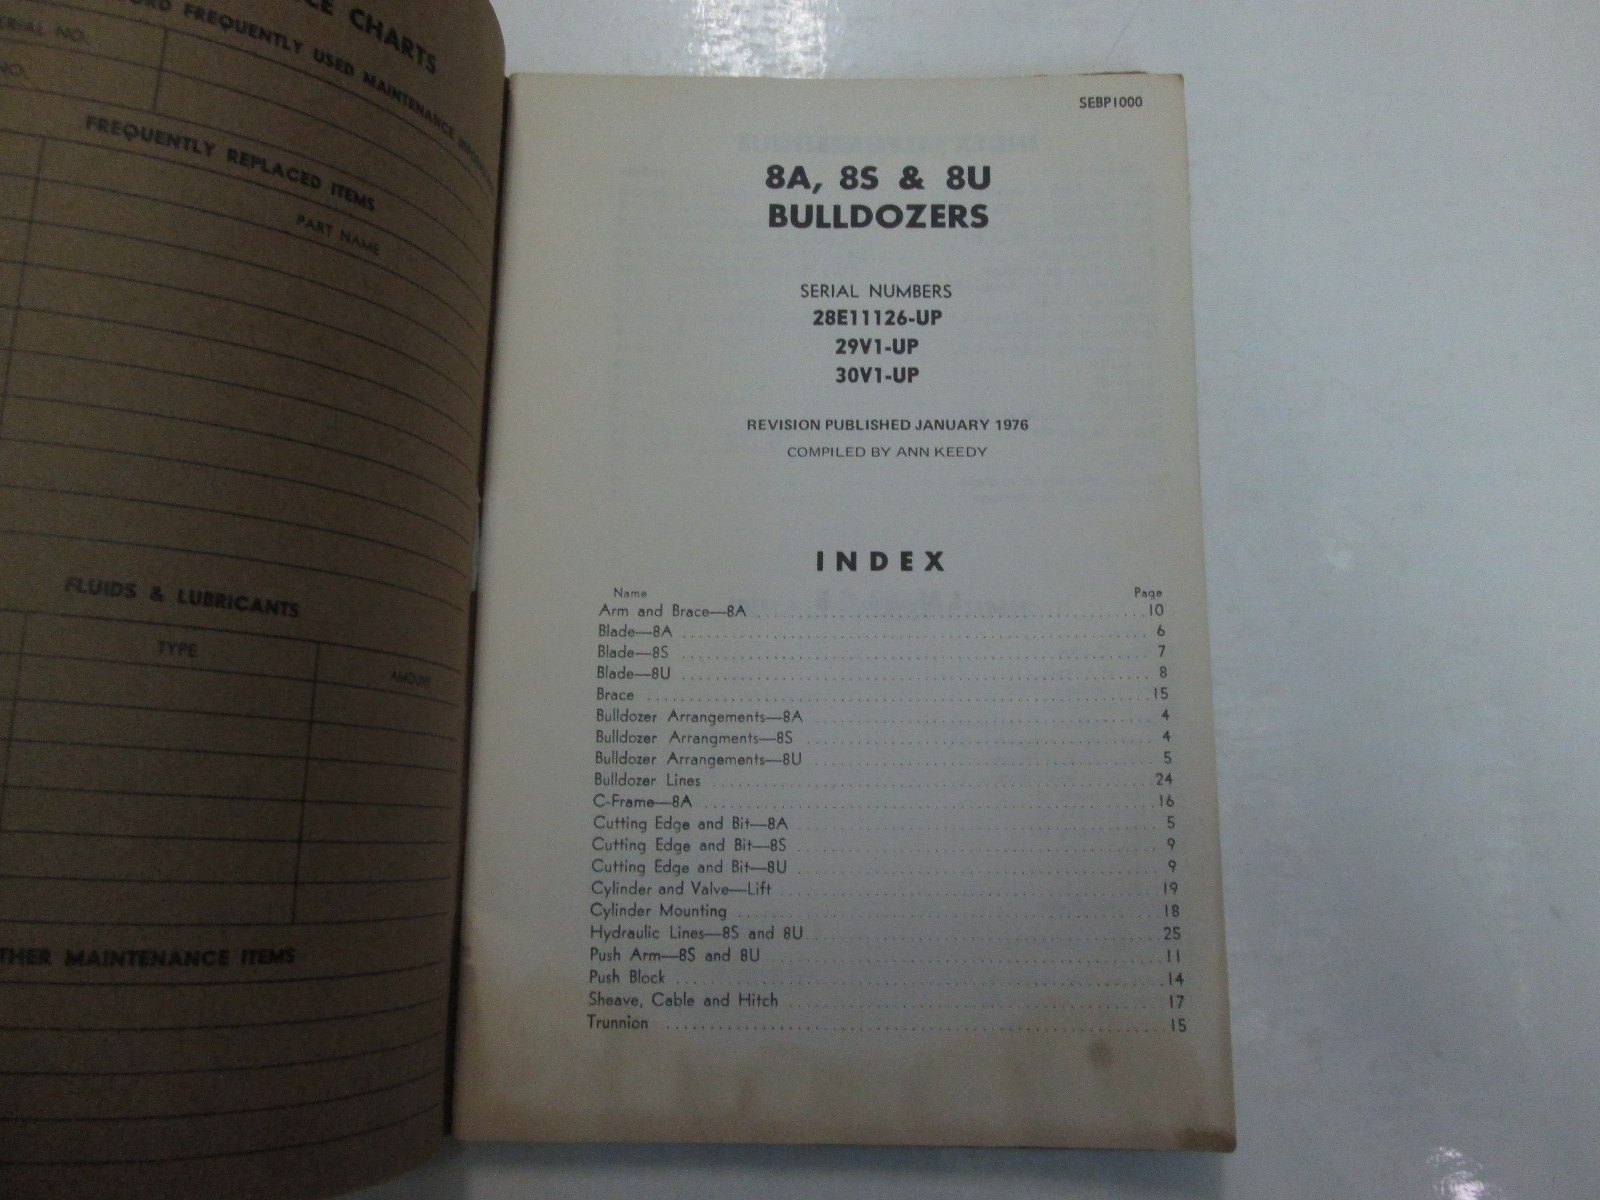 CE CHARTS
ORD FREQUENTLY USED MAINTENANCE
SERIAL NO.
NO.
FREQUENTLY REPLACED ITEMS
PART NAME
FLUIDS & LUBRICANTS
TYPE
AMOUNT
THER MAINTENANCE ITEMS
SEBP1000
8A, 8S & 8U
BULLDOZERS
SERIAL NUMBERS
28E11126-UP
29V1-UP
30V1-UP
REVISION PUBLISHED JANUARY 1976
COMPILED BY ANN KEEDY
INDEX
Name Page
Arm and Brace—8A 10
Blade—8A 6
Blade—8S 7
Blade—8U 8
Brace 15
Bulldozer Arrangements—8A 4
Bulldozer Arrangments—8S 4
Bulldozer Arrangements—8U 5
Bulldozer Lines 24
C-Frame—8A 16
Cutting Edge and Bit—8A 5
Cutting Edge and Bit—8S 9
Cutting Edge and Bit—8U 9
Cylinder and Valve—Lift 19
Cylinder Mounting 18
Hydraulic Lines—8S and 8U 25
Push Arm—8S and 8U 11
Push Block 14
Sheave, Cable and Hitch 17
Trunnion 15